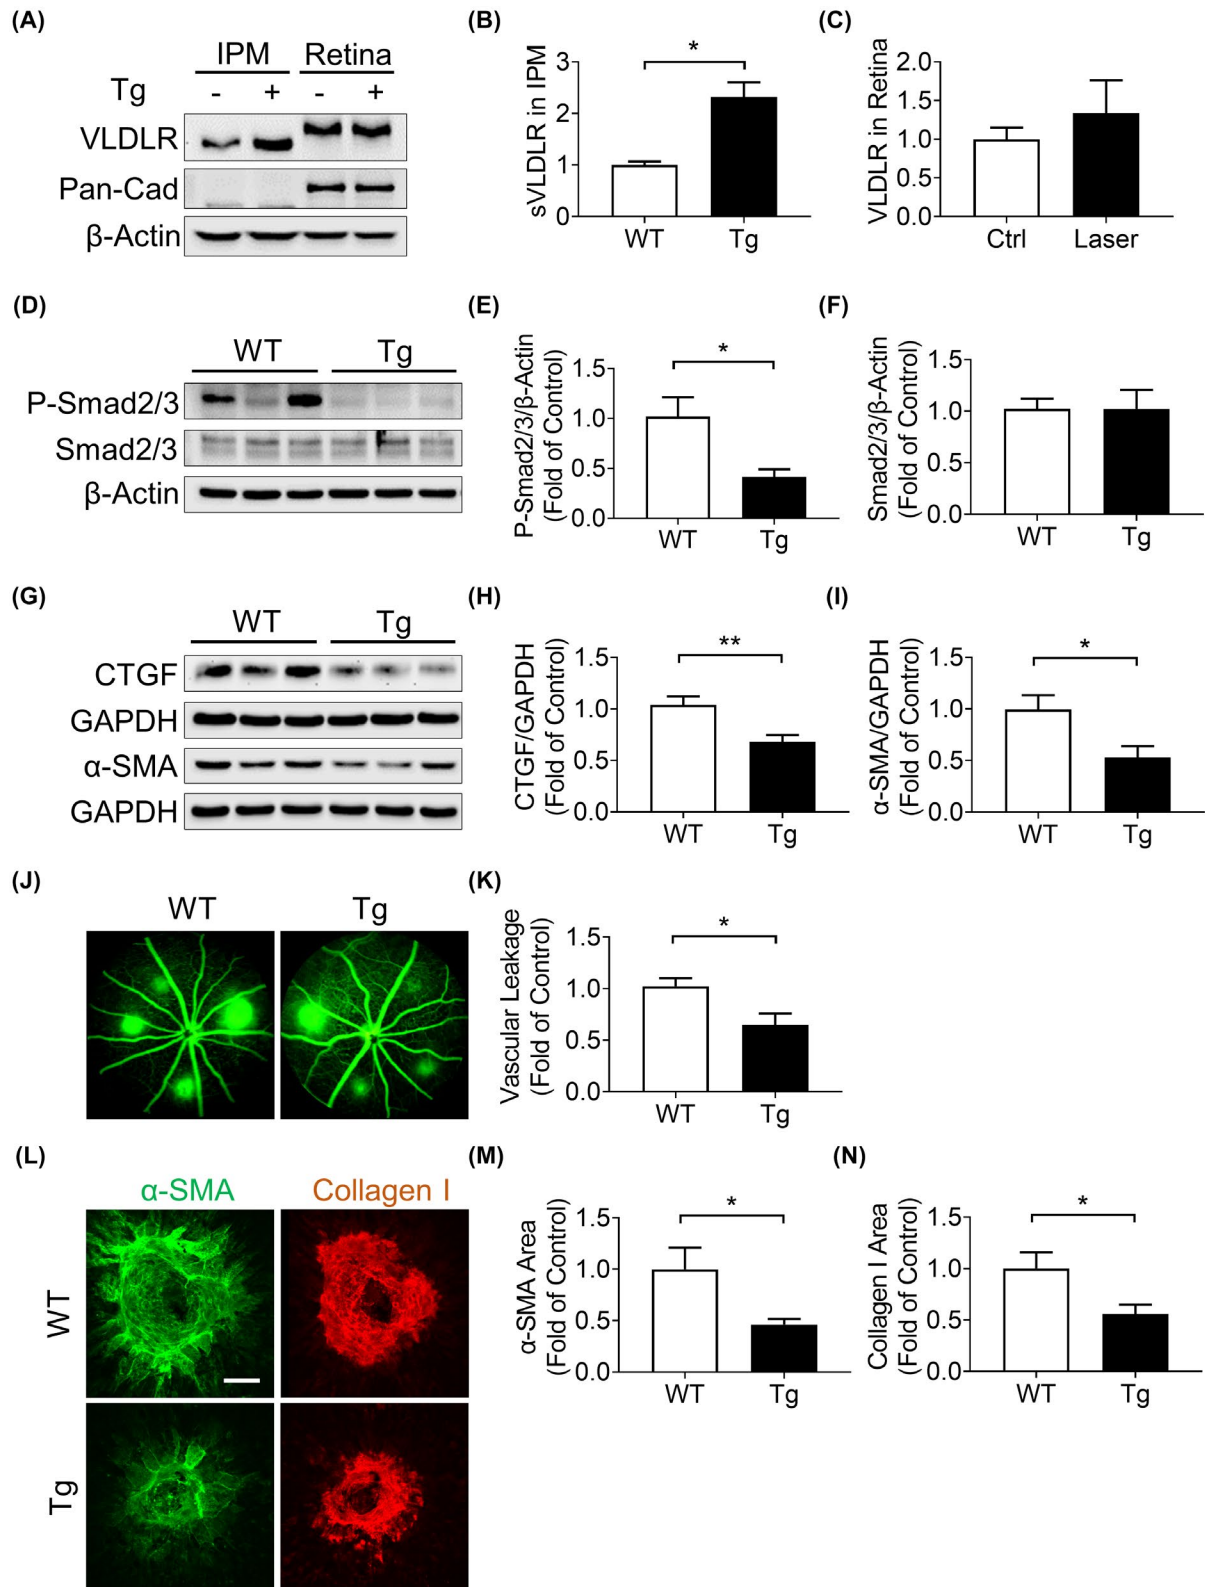 (A)
IPM Retina
Tg - + - +
VLDLR
Pan-Cad
β-Actin
(B)
sVLDLR in IPM
3
2
1
0
*
WT Tg
(C)
VLDLR in Retina
2.0
1.5
1.0
0.5
0.0
Ctrl Laser
(D)
WT Tg
P-Smad2/3
Smad2/3
β-Actin
(E)
P-Smad2/3/β-Actin
(Fold of Control)
1.5
1.0
0.5
0.0
*
WT Tg
(F)
Smad2/3/β-Actin
(Fold of Control)
1.5
1.0
0.5
0.0
WT Tg
(G)
WT Tg
CTGF
GAPDH
α-SMA
GAPDH
(H)
CTGF/GAPDH
(Fold of Control)
1.5
1.0
0.5
0.0
**
WT Tg
(I)
α-SMA/GAPDH
(Fold of Control)
1.5
1.0
0.5
0.0
*
WT Tg
(J)
WT Tg
(K)
Vascular Leakage
(Fold of Control)
1.5
1.0
0.5
0.0
*
WT Tg
(L)
α-SMA Collagen I
WT
Tg
(M)
α-SMA Area
(Fold of Control)
1.5
1.0
0.5
0.0
*
WT Tg
(N)
Collagen I Area
(Fold of Control)
1.5
1.0
0.5
0.0
*
WT Tg